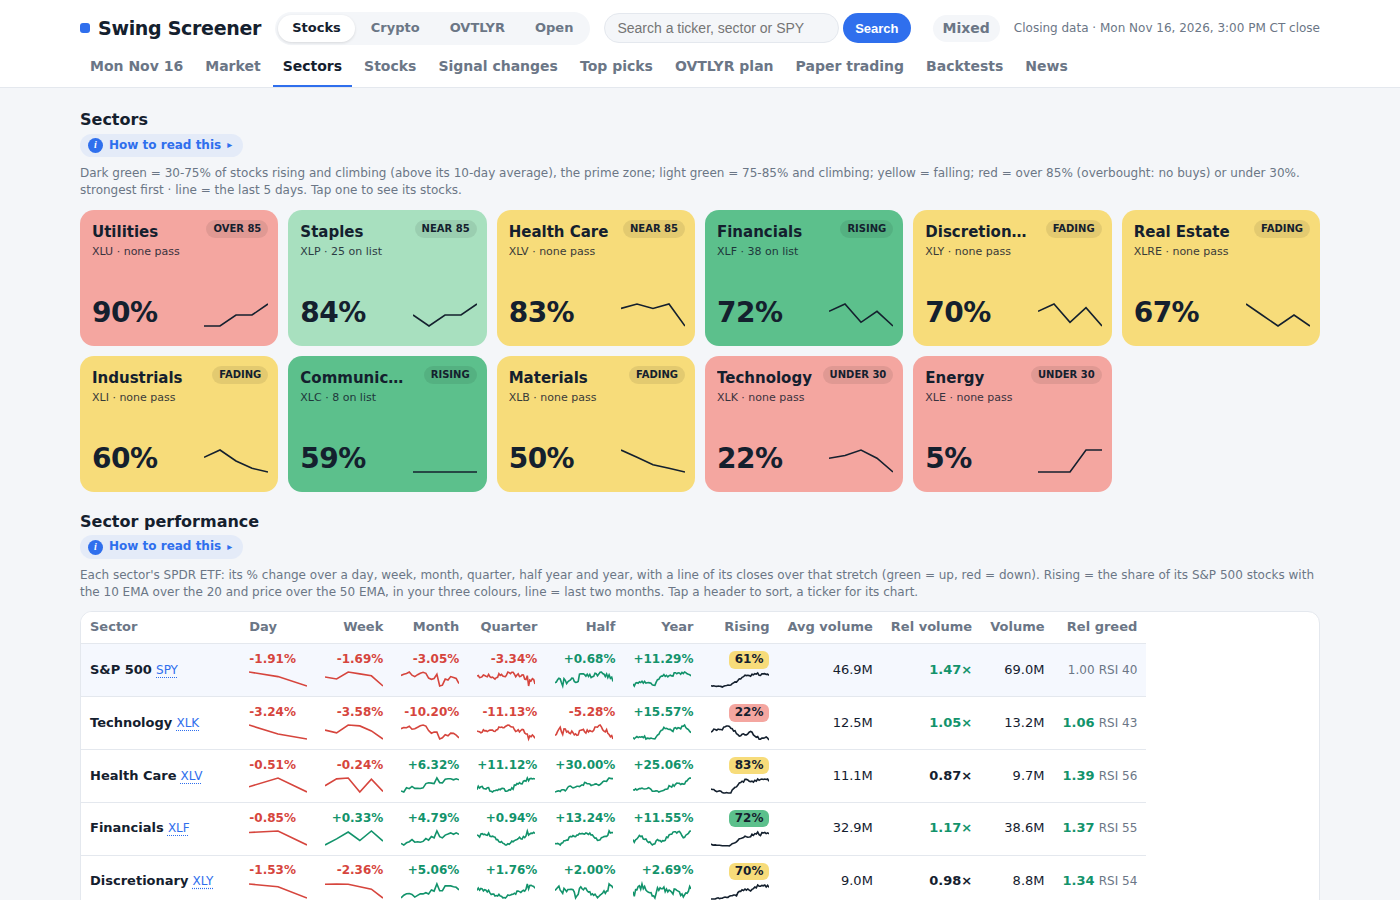 Swing Screener
Stocks Crypto OVTLYR Open
Search a ticker, sector or SPY Search
Mixed Closing data · Mon Nov 16, 2026, 3:00 PM CT close
Mon Nov 16 Market Sectors Stocks Signal changes Top picks OVTLYR plan Paper trading Backtests News
Sectors
i How to read this ▸
Dark green = 30-75% of stocks rising and climbing (above its 10-day average), the prime zone; light green = 75-85% and climbing; yellow = falling; red = over 85% (overbought: no buys) or under 30%.
strongest first · line = the last 5 days. Tap one to see its stocks.
Utilities OVER 85
XLU · none pass
90%
Staples NEAR 85
XLP · 25 on list
84%
Health Care NEAR 85
XLV · none pass
83%
Financials RISING
XLF · 38 on list
72%
Discretion... FADING
XLY · none pass
70%
Real Estate FADING
XLRE · none pass
67%
Industrials FADING
XLI · none pass
60%
Communic... RISING
XLC · 8 on list
59%
Materials FADING
XLB · none pass
50%
Technology UNDER 30
XLK · none pass
22%
Energy UNDER 30
XLE · none pass
5%
Sector performance
i How to read this ▸
Each sector's SPDR ETF: its % change over a day, week, month, quarter, half year and year, with a line of its closes over that stretch (green = up, red = down). Rising = the share of its S&P 500 stocks with
the 10 EMA over the 20 and price over the 50 EMA, in your three colours, line = last two months. Tap a header to sort, a ticker for its chart.
Sector Day Week Month Quarter Half Year Rising Avg volume Rel volume Volume Rel greed
S&P 500 SPY -1.91% -1.69% -3.05% -3.34% +0.68% +11.29% 61% 46.9M 1.47× 69.0M 1.00 RSI 40
Technology XLK -3.24% -3.58% -10.20% -11.13% -5.28% +15.57% 22% 12.5M 1.05× 13.2M 1.06 RSI 43
Health Care XLV -0.51% -0.24% +6.32% +11.12% +30.00% +25.06% 83% 11.1M 0.87× 9.7M 1.39 RSI 56
Financials XLF -0.85% +0.33% +4.79% +0.94% +13.24% +11.55% 72% 32.9M 1.17× 38.6M 1.37 RSI 55
Discretionary XLY -1.53% -2.36% +5.06% +1.76% +2.00% +2.69% 70% 9.0M 0.98× 8.8M 1.34 RSI 54